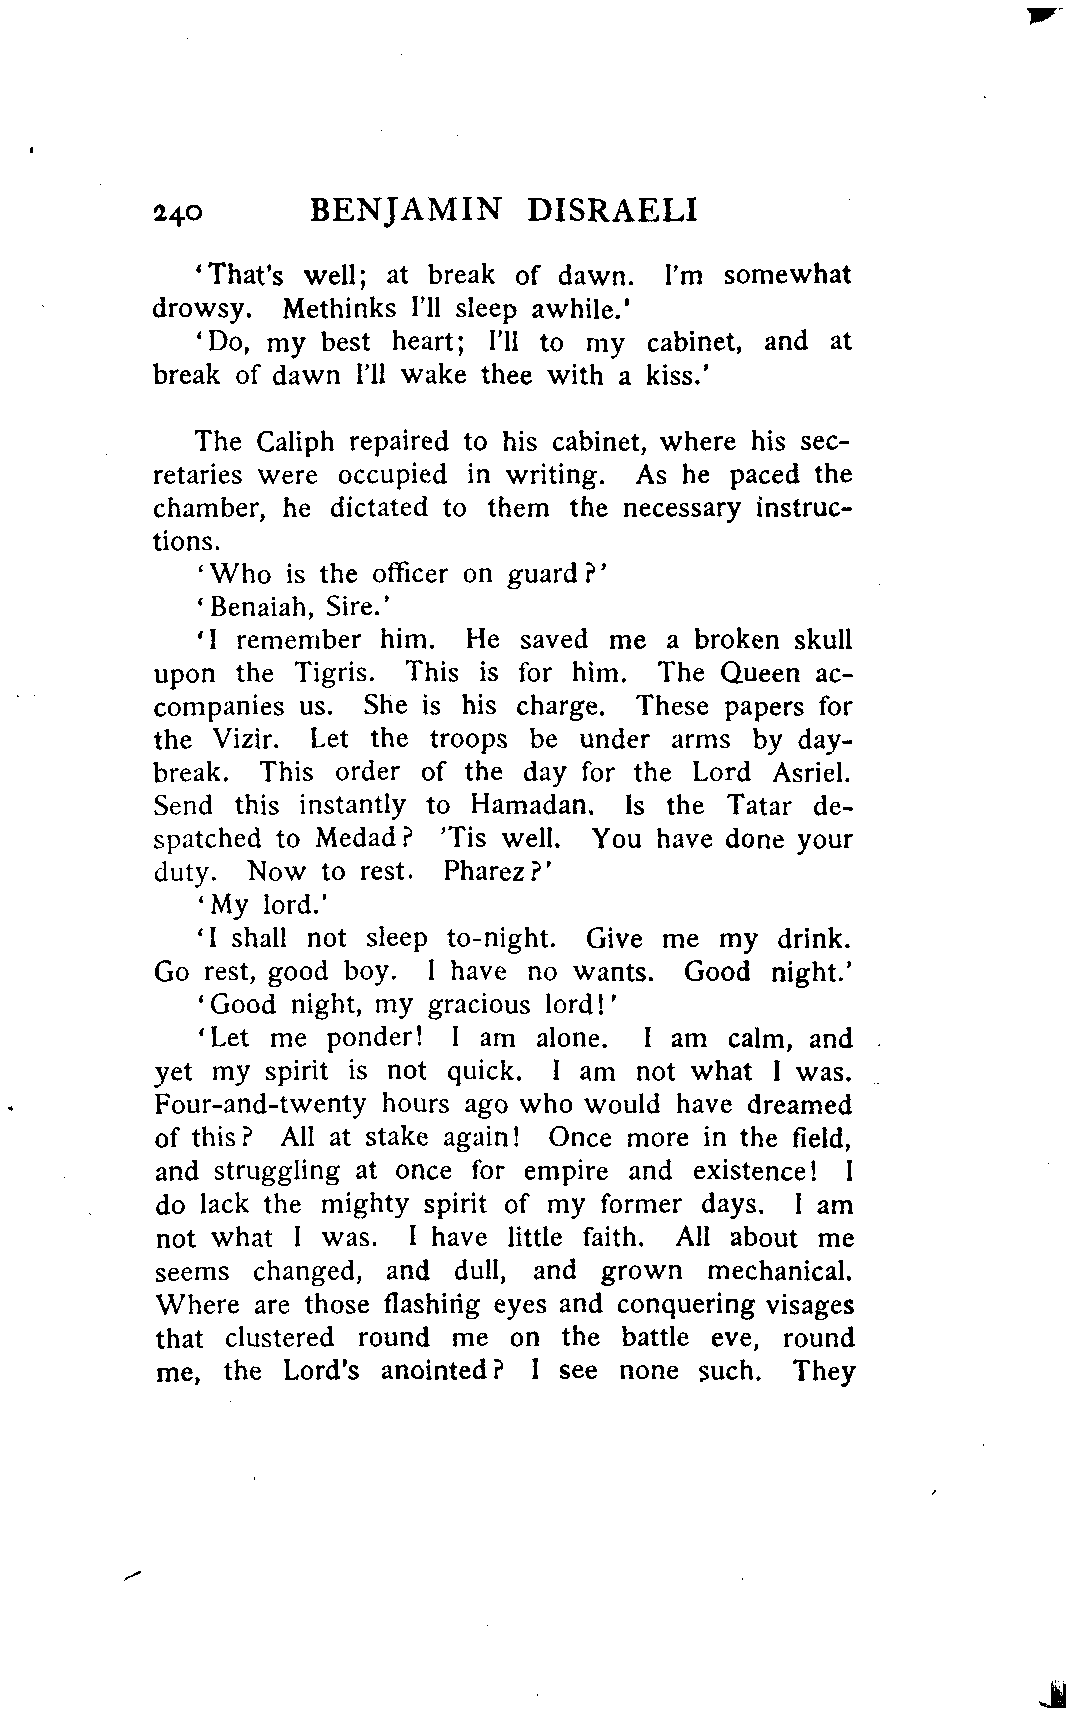 240 BENJAMIN DISRAELI
'That's well; at break of dawn. I'm somewhat
drowsy. Methinks I'll sleep awhile.'
'Do, my best heart; I'll to my cabinet, and at
break of dawn I'll wake thee with a kiss.'
The Caliph repaired to his cabinet, where his sec-
retaries were occupied in writing. As he paced the
chamber, he dictated to them the necessary instruc-
tions.
'Who is the officer on guard?'
'Benaiah, Sire.'
'I remember him. He saved me a broken skull
upon the Tigris. This is for him. The Queen ac-
companies us. She is his charge. These papers for
the Vizir. Let the troops be under arms by day-
break. This order of the day for the Lord Asriel.
Send this instantly to Hamadan. Is the Tatar de-
spatched to Medad? 'Tis well. You have done your
duty. Now to rest. Pharez?'
'My lord.'
'I shall not sleep to-night. Give me my drink.
Go rest, good boy. I have no wants. Good night.'
'Good night, my gracious lord!'
'Let me ponder! I am alone. I am calm, and
yet my spirit is not quick. I am not what I was.
Four-and-twenty hours ago who would have dreamed
of this? All at stake again! Once more in the field,
and struggling at once for empire and existence! I
do lack the mighty spirit of my former days. I am
not what I was. I have little faith. All about me
seems changed, and dull, and grown mechanical.
Where are those flashing eyes and conquering visages
that clustered round me on the battle eve, round
me, the Lord's anointed? I see none such. They